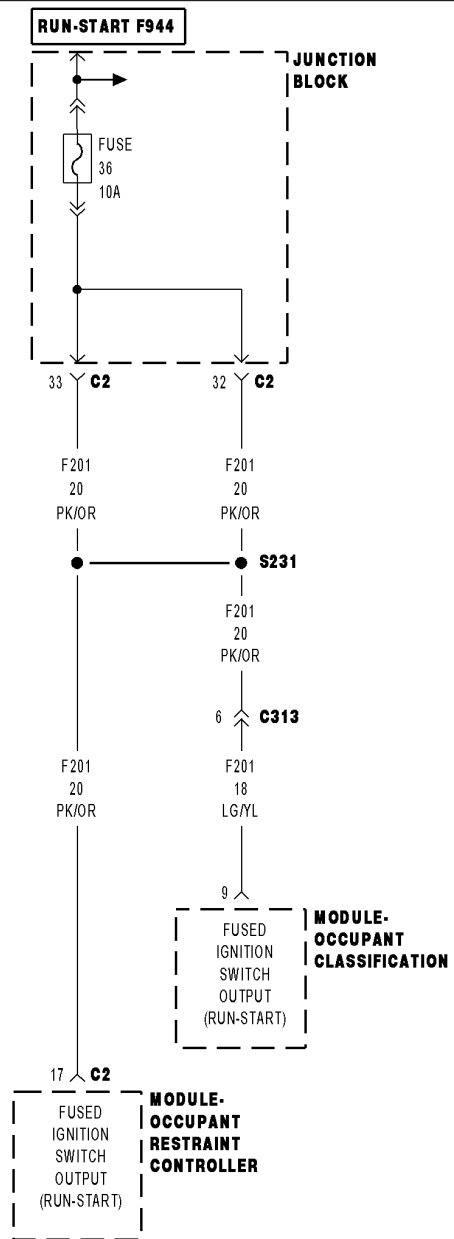 RUN-START F944
JUNCTION
BLOCK
FUSE
36
10A
33 C2
32 C2
F201
20
PK/OR
F201
20
PK/OR
S231
F201
20
PK/OR
6 C313
F201
20
PK/OR
F201
18
LG/YL
9
FUSED
IGNITION
SWITCH
OUTPUT
(RUN-START)
MODULE-
OCCUPANT
CLASSIFICATION
17 C2
FUSED
IGNITION
SWITCH
OUTPUT
(RUN-START)
MODULE-
OCCUPANT
RESTRAINT
CONTROLLER